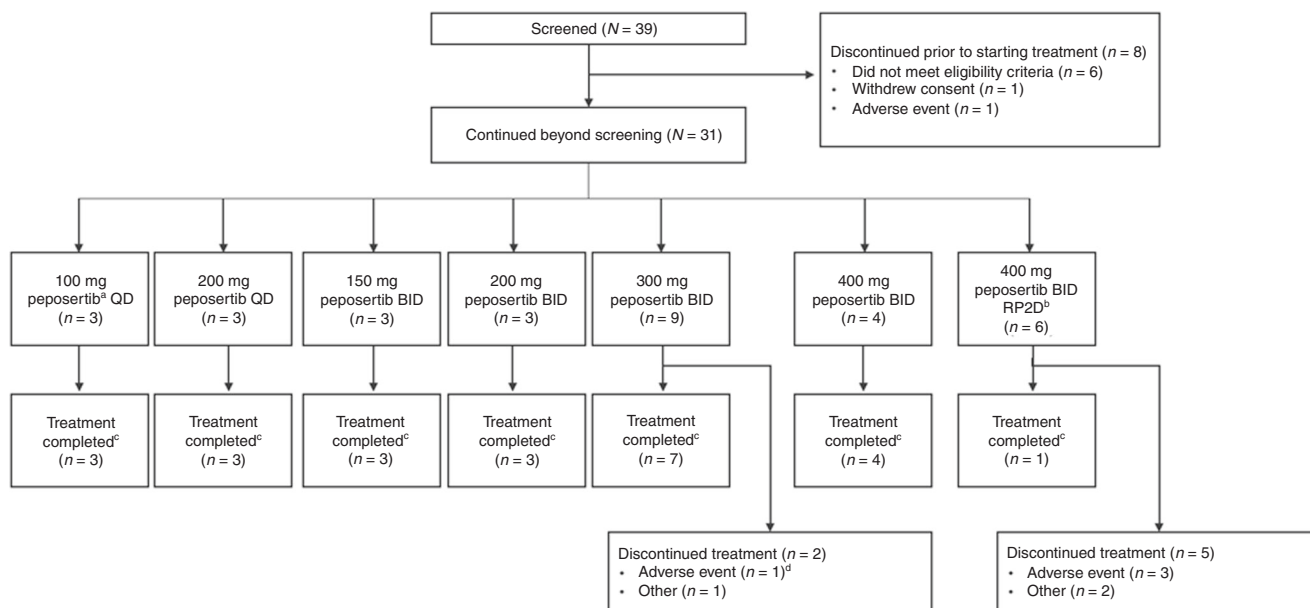 Screened (N = 39)
Discontinued prior to starting treatment (n = 8)
• Did not meet eligibility criteria (n = 6)
• Withdrew consent (n = 1)
• Adverse event (n = 1)
Continued beyond screening (N = 31)
100 mg
peposertibᵃ QD
(n = 3)
200 mg
peposertib QD
(n = 3)
150 mg
peposertib BID
(n = 3)
200 mg
peposertib BID
(n = 3)
300 mg
peposertib BID
(n = 9)
400 mg
peposertib BID
(n = 4)
400 mg
peposertib BID
RP2Dᵇ
(n = 6)
Treatment
completedᶜ
(n = 3)
Treatment
completedᶜ
(n = 3)
Treatment
completedᶜ
(n = 3)
Treatment
completedᶜ
(n = 3)
Treatment
completedᶜ
(n = 7)
Treatment
completedᶜ
(n = 4)
Treatment
completedᶜ
(n = 1)
Discontinued treatment (n = 2)
• Adverse event (n = 1)ᵈ
• Other (n = 1)
Discontinued treatment (n = 5)
• Adverse event (n = 3)
• Other (n = 2)